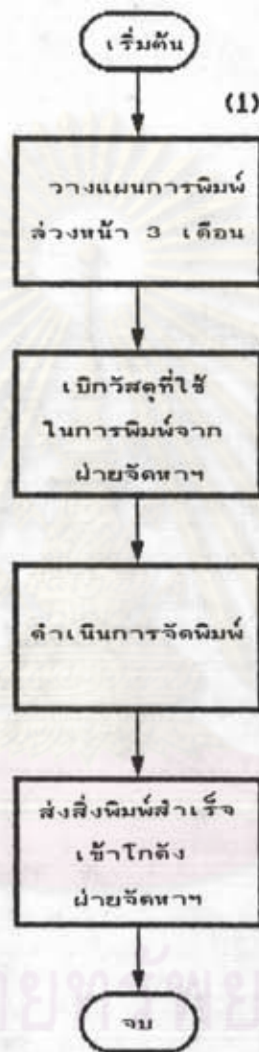 เริ่มต้น
(1)
วางแผนการพิมพ์
ล่วงหน้า 3 เดือน
เบิกวัสดุที่ใช้
ในการพิมพ์จาก
ฝ่ายจัดหาฯ
ดำเนินการจัดพิมพ์
ส่งสิ่งพิมพ์สำเร็จ
เข้าโกดัง
ฝ่ายจัดหาฯ
จบ